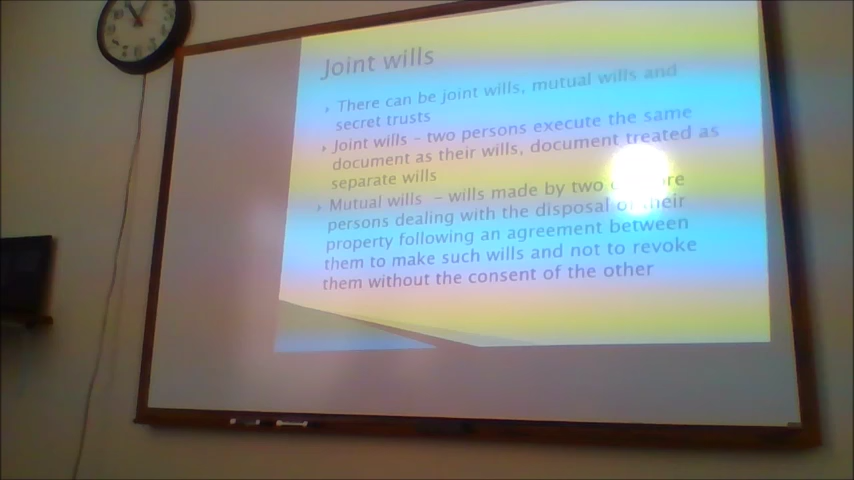 Joint wills
There can be joint wills, mutual wills and
secret trusts
Joint wills – two persons execute the same
document as their wills, document treated as
separate wills
Mutual wills – wills made by two
persons dealing with the disposal of their
property following an agreement between
them to make such wills and not to revoke
them without the consent of the other